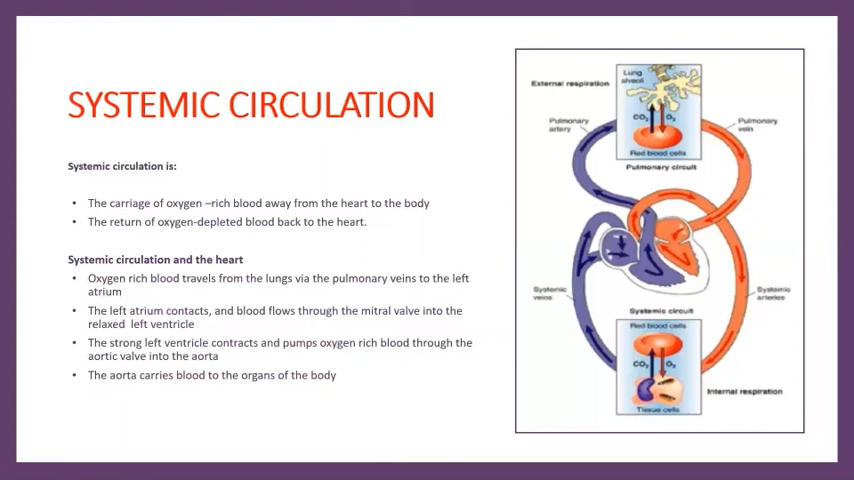 SYSTEMIC CIRCULATION
Systemic circulation is:
• The carriage of oxygen –rich blood away from the heart to the body
• The return of oxygen-depleted blood back to the heart.
Systemic circulation and the heart
• Oxygen rich blood travels from the lungs via the pulmonary veins to the left
atrium
• The left atrium contacts, and blood flows through the mitral valve into the
relaxed left ventricle
• The strong left ventricle contracts and pumps oxygen rich blood through the
aortic valve into the aorta
• The aorta carries blood to the organs of the body
Lung
alveoli
External respiration
CO2
O2
Pulmonary
artery
Pulmonary
vein
Red blood cells
Pulmonary circuit
Systemic
veins
Systemic
arteries
Systemic circuit
Red blood cells
CO2
O2
Internal respiration
Tissue cells